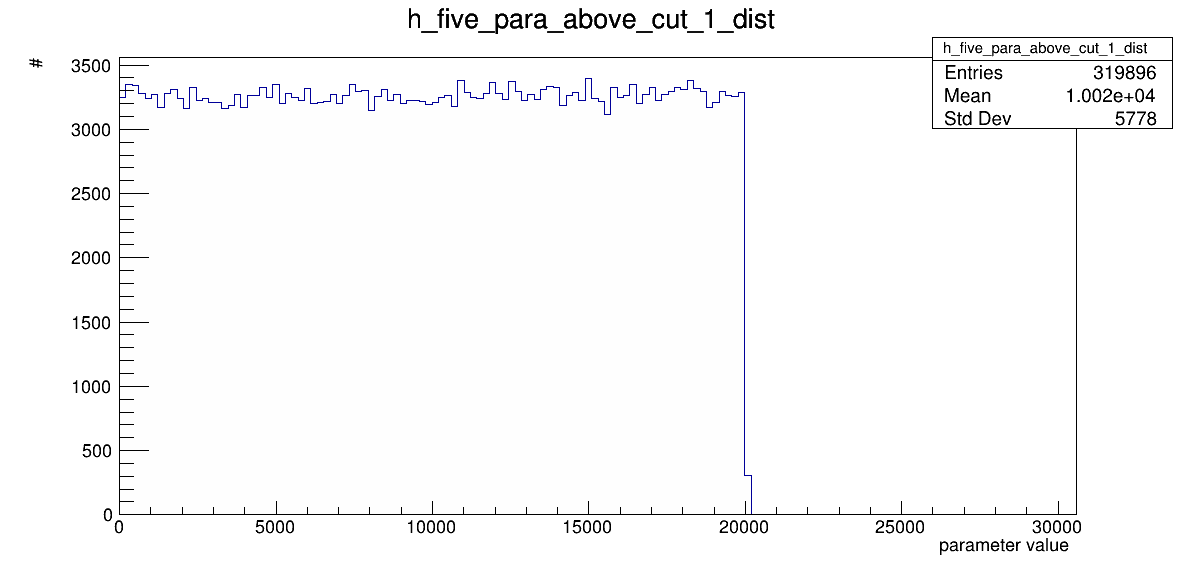 h_five_para_above_cut_1_dist
#
h_five_para_above_cut_1_dist
Entries 319896
Mean 1.002e+04
Std Dev 5778
3500
3000
2500
2000
1500
1000
500
0
0 5000 10000 15000 20000 25000 30000
parameter value